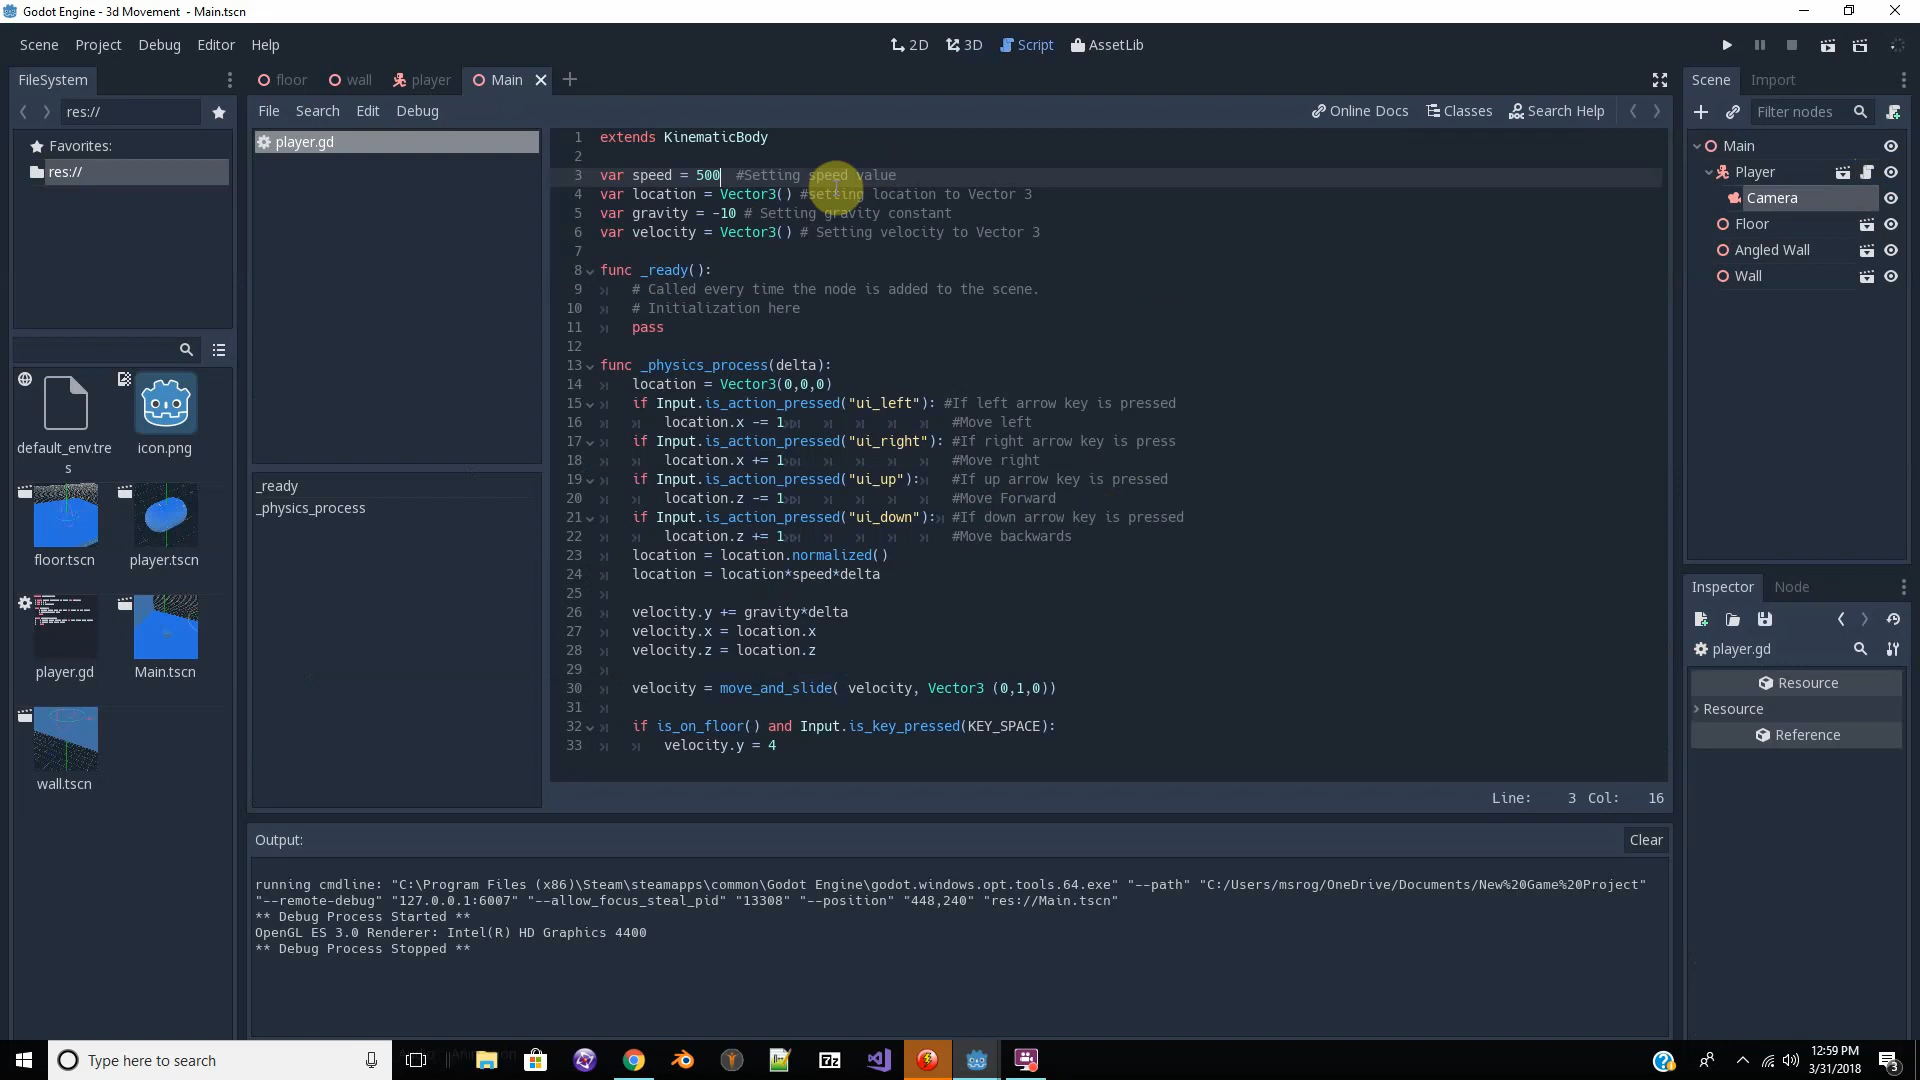 Godot Engine - 3d Movement - Main.tscn
Scene Project Debug Editor Help
2D 3D Script AssetLib
FileSystem
res://
Favorites:
res://
default_env.tres
icon.png
floor.tscn
player.tscn
player.gd
Main.tscn
wall.tscn
floor wall player Main
File Search Edit Debug
Online Docs Classes Search Help
player.gd
_ready
_physics_process
1 extends KinematicBody
2
3 var speed = 500 #Setting speed value
4 var location = Vector3() #setting location to Vector 3
5 var gravity = -10 # Setting gravity constant
6 var velocity = Vector3() # Setting velocity to Vector 3
7
8 func _ready():
9 # Called every time the node is added to the scene.
10 # Initialization here
11 pass
12
13 func _physics_process(delta):
14 location = Vector3(0,0,0)
15 if Input.is_action_pressed("ui_left"): #If left arrow key is pressed
16 location.x -= 1 #Move left
17 if Input.is_action_pressed("ui_right"): #If right arrow key is press
18 location.x += 1 #Move right
19 if Input.is_action_pressed("ui_up"): #If up arrow key is pressed
20 location.z -= 1 #Move Forward
21 if Input.is_action_pressed("ui_down"): #If down arrow key is pressed
22 location.z += 1 #Move backwards
23 location = location.normalized()
24 location = location*speed*delta
25
26 velocity.y += gravity*delta
27 velocity.x = location.x
28 velocity.z = location.z
29
30 velocity = move_and_slide( velocity, Vector3 (0,1,0))
31
32 if is_on_floor() and Input.is_key_pressed(KEY_SPACE):
33 velocity.y = 4
Line: 3 Col: 16
Output:
Clear
running cmdline: "C:\Program Files (x86)\Steam\steamapps\common\Godot Engine\godot.windows.opt.tools.64.exe" "--path" "C:/Users/msrog/OneDrive/Documents/New%20Game%20Project"
"--remote-debug" "127.0.0.1:6007" "--allow_focus_steal_pid" "13308" "--position" "448,240" "res://Main.tscn"
** Debug Process Started **
OpenGL ES 3.0 Renderer: Intel(R) HD Graphics 4400
** Debug Process Stopped **
Scene Import
Filter nodes
Main
Player
Camera
Floor
Angled Wall
Wall
Inspector Node
player.gd
Resource
Resource
Reference
Type here to search
7z
12:59 PM
3/31/2018
3